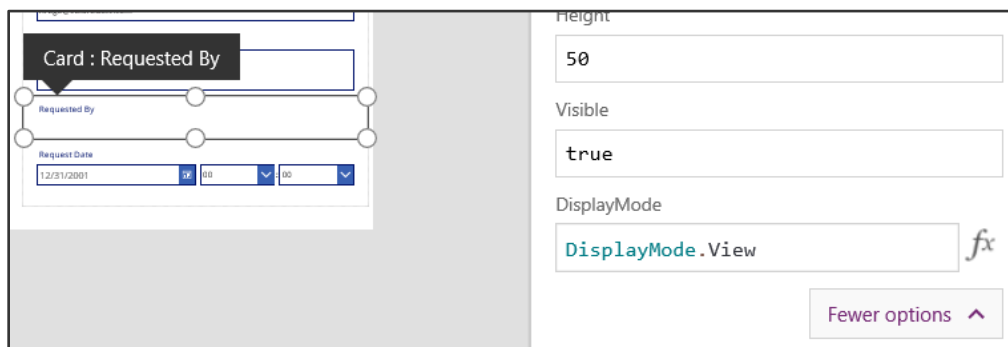 Card : Requested By
Requested By
Request Date
12/31/2001
00
: 00
Height
50
Visible
true
DisplayMode
DisplayMode.View
fx
Fewer options